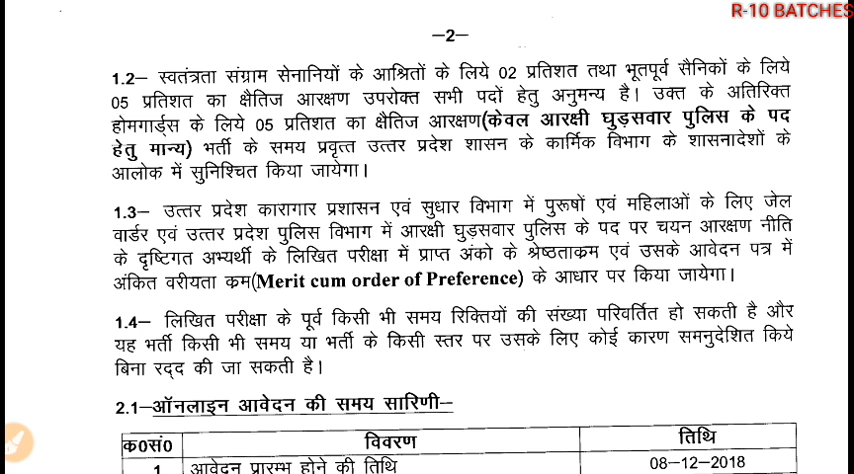 R-10 BATCHES
—2—
1.2— स्वतंत्रता संग्राम सेनानियों के आश्रितों के लिये 02 प्रतिशत तथा भूतपूर्व सैनिकों के लिये
05 प्रतिशत का क्षैतिज आरक्षण उपरोक्त सभी पदों हेतु अनुमन्य है। उक्त के अतिरिक्त
होमगार्ड्स के लिये 05 प्रतिशत का क्षैतिज आरक्षण(केवल आरक्षी घुड़सवार पुलिस के पद
हेतु मान्य) भर्ती के समय प्रवृत्त उत्तर प्रदेश शासन के कार्मिक विभाग के शासनादेशों के
आलोक में सुनिश्चित किया जायेगा।
1.3— उत्तर प्रदेश कारागार प्रशासन एवं सुधार विभाग में पुरूषों एवं महिलाओं के लिए जेल
वार्डर एवं उत्तर प्रदेश पुलिस विभाग में आरक्षी घुड़सवार पुलिस के पद पर चयन आरक्षण नीति
के दृष्टिगत अभ्यर्थी के लिखित परीक्षा में प्राप्त अंको के श्रेष्ठताक्रम एवं उसके आवेदन पत्र में
अंकित वरीयता क्रम(Merit cum order of Preference) के आधार पर किया जायेगा।
1.4— लिखित परीक्षा के पूर्व किसी भी समय रिक्तियों की संख्या परिवर्तित हो सकती है और
यह भर्ती किसी भी समय या भर्ती के किसी स्तर पर उसके लिए कोई कारण समनुदेशित किये
बिना रद्द की जा सकती है।
2.1—ऑनलाइन आवेदन की समय सारिणी—
क0सं0 विवरण तिथि
1 आवेदन प्रारम्भ होने की तिथि 08—12—2018